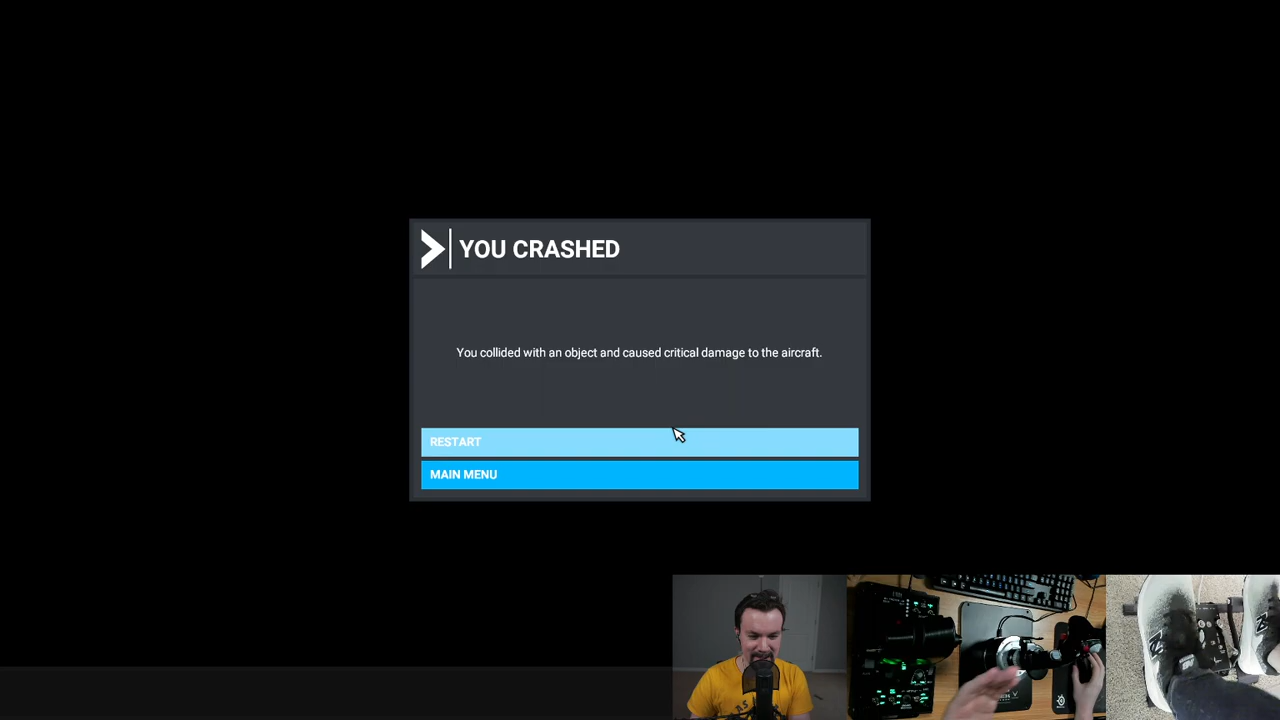 YOU CRASHED
You collided with an object and caused critical damage to the aircraft.
RESTART
MAIN MENU